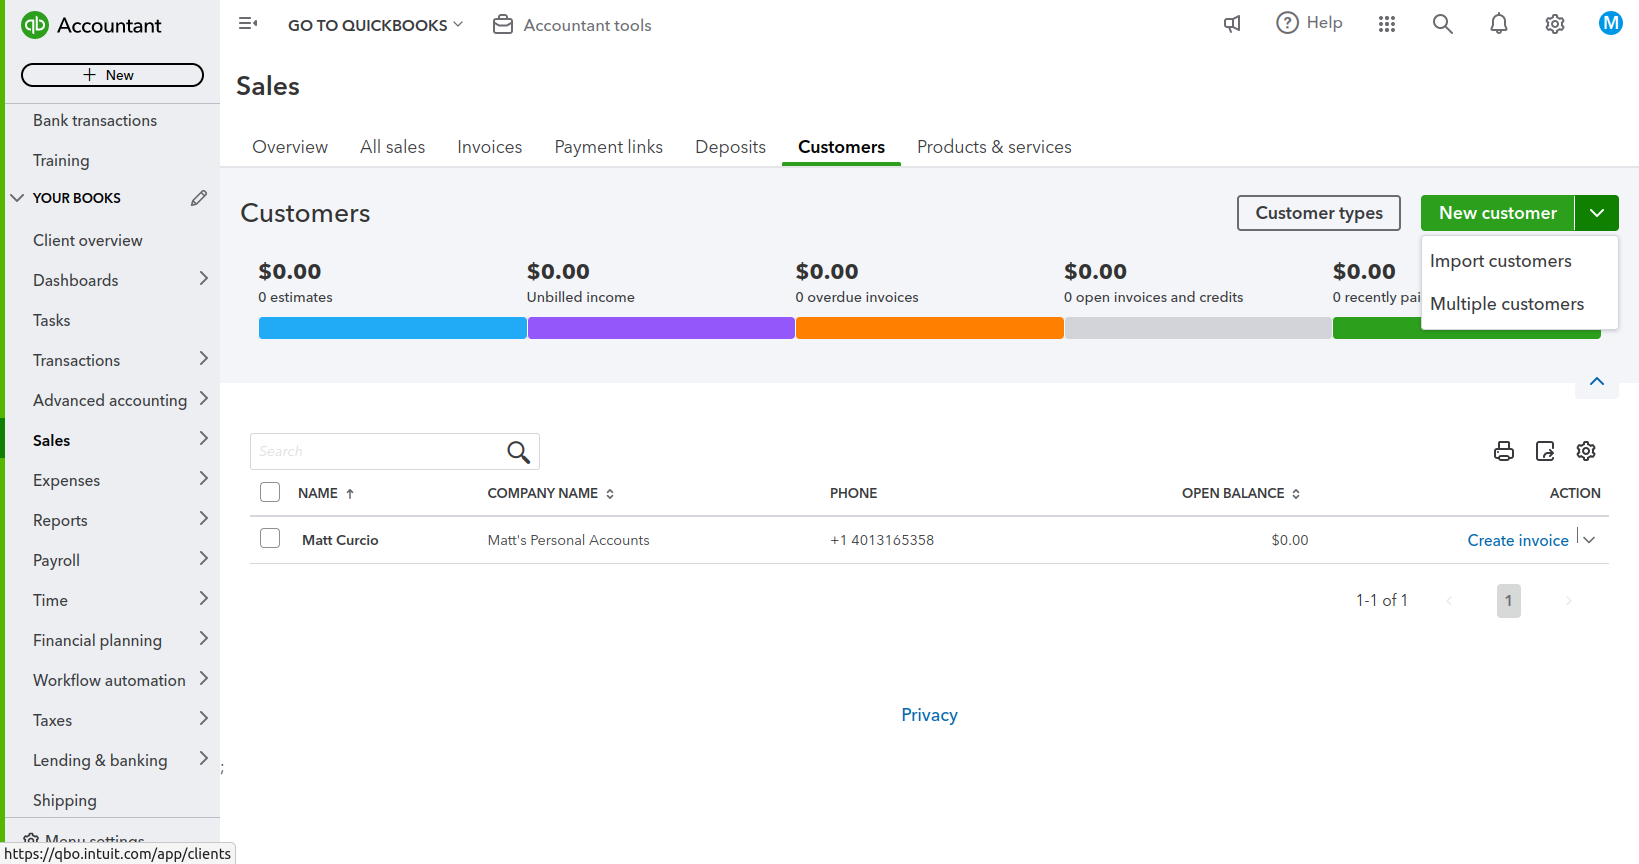 qb Accountant
GO TO QUICKBOOKS
Accountant tools
Help
M
+ New
Sales
Bank transactions
Training
YOUR BOOKS
Client overview
Dashboards
Tasks
Transactions
Advanced accounting
Sales
Expenses
Reports
Payroll
Time
Financial planning
Workflow automation
Taxes
Lending & banking
Shipping
Menu settings
https://qbo.intuit.com/app/clients
Overview All sales Invoices Payment links Deposits Customers Products & services
Customers
Customer types
New customer
Import customers
Multiple customers
$0.00 $0.00 $0.00 $0.00 $0.00
0 estimates Unbilled income 0 overdue invoices 0 open invoices and credits 0 recently
Search
NAME COMPANY NAME PHONE OPEN BALANCE ACTION
Matt Curcio Matt's Personal Accounts +1 4013165358 $0.00 Create invoice
1-1 of 1 < 1 >
Privacy
;